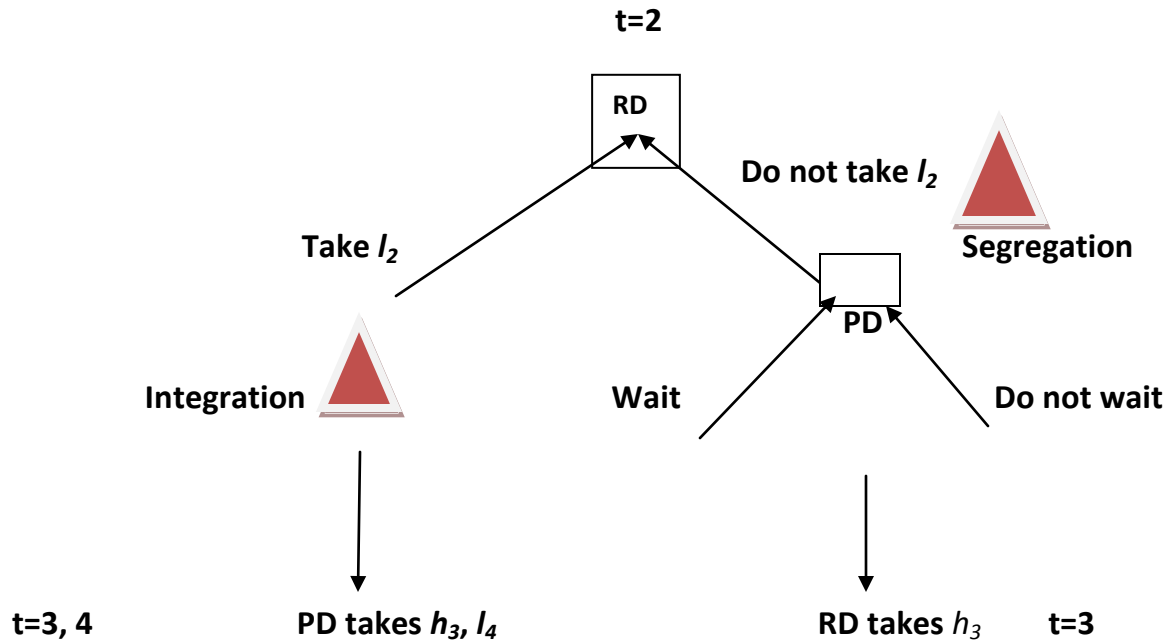 t=2
RD
Do not take l2
Take l2
Segregation
PD
Integration
Wait
Do not wait
t=3, 4
PD takes h3, l4
RD takes h3
t=3